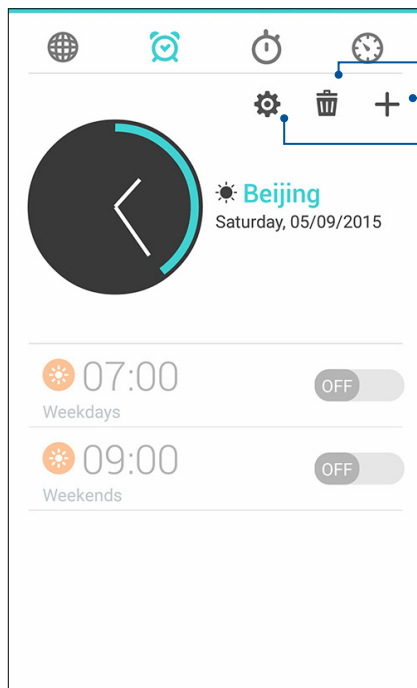 Beijing
Saturday, 05/09/2015
07:00
OFF
Weekdays
09:00
OFF
Weekends